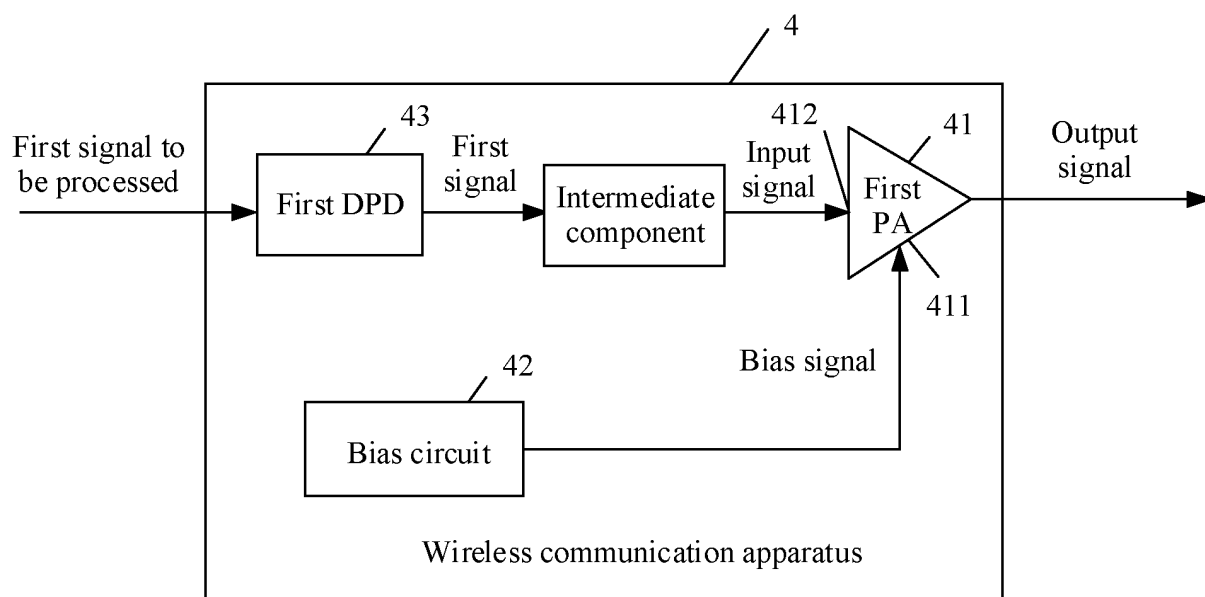 4
43
412
41
First signal to
be processed
First
signal
Input
signal
Output
signal
First DPD
Intermediate
component
First
PA
411
Bias signal
42
Bias circuit
Wireless communication apparatus